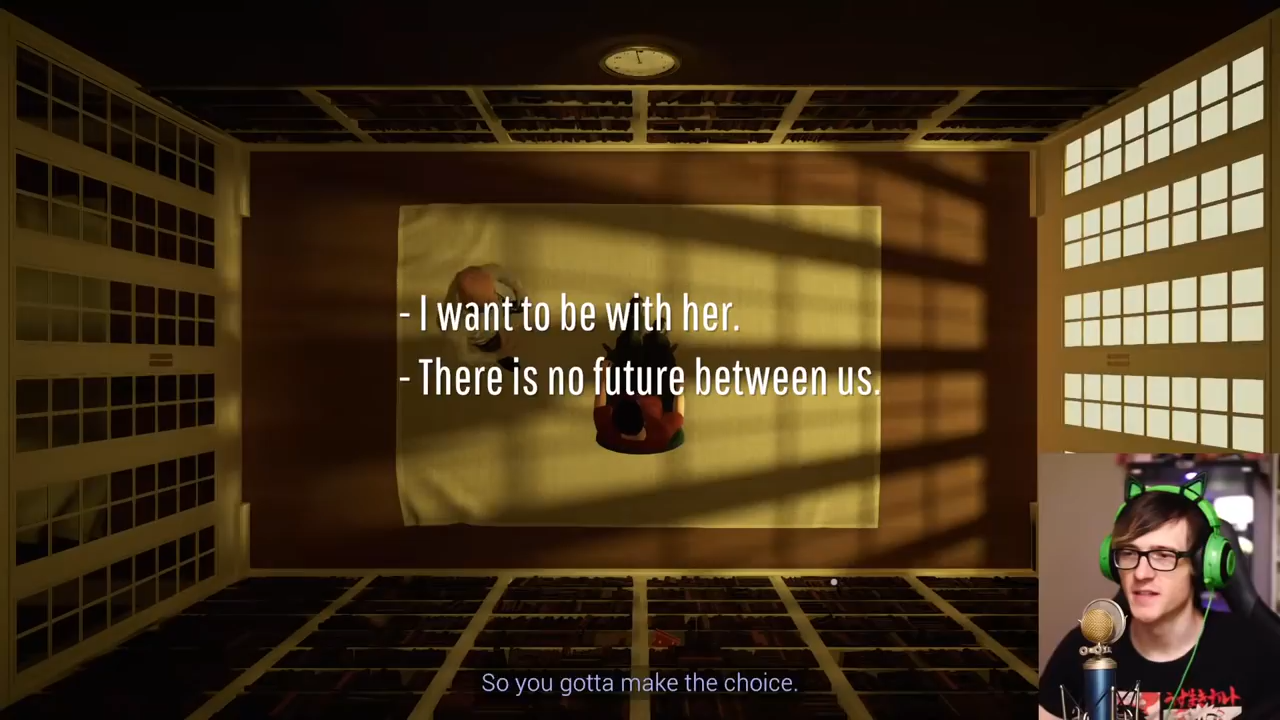 - I want to be with her.
- There is no future between us.
So you gotta make the choice.